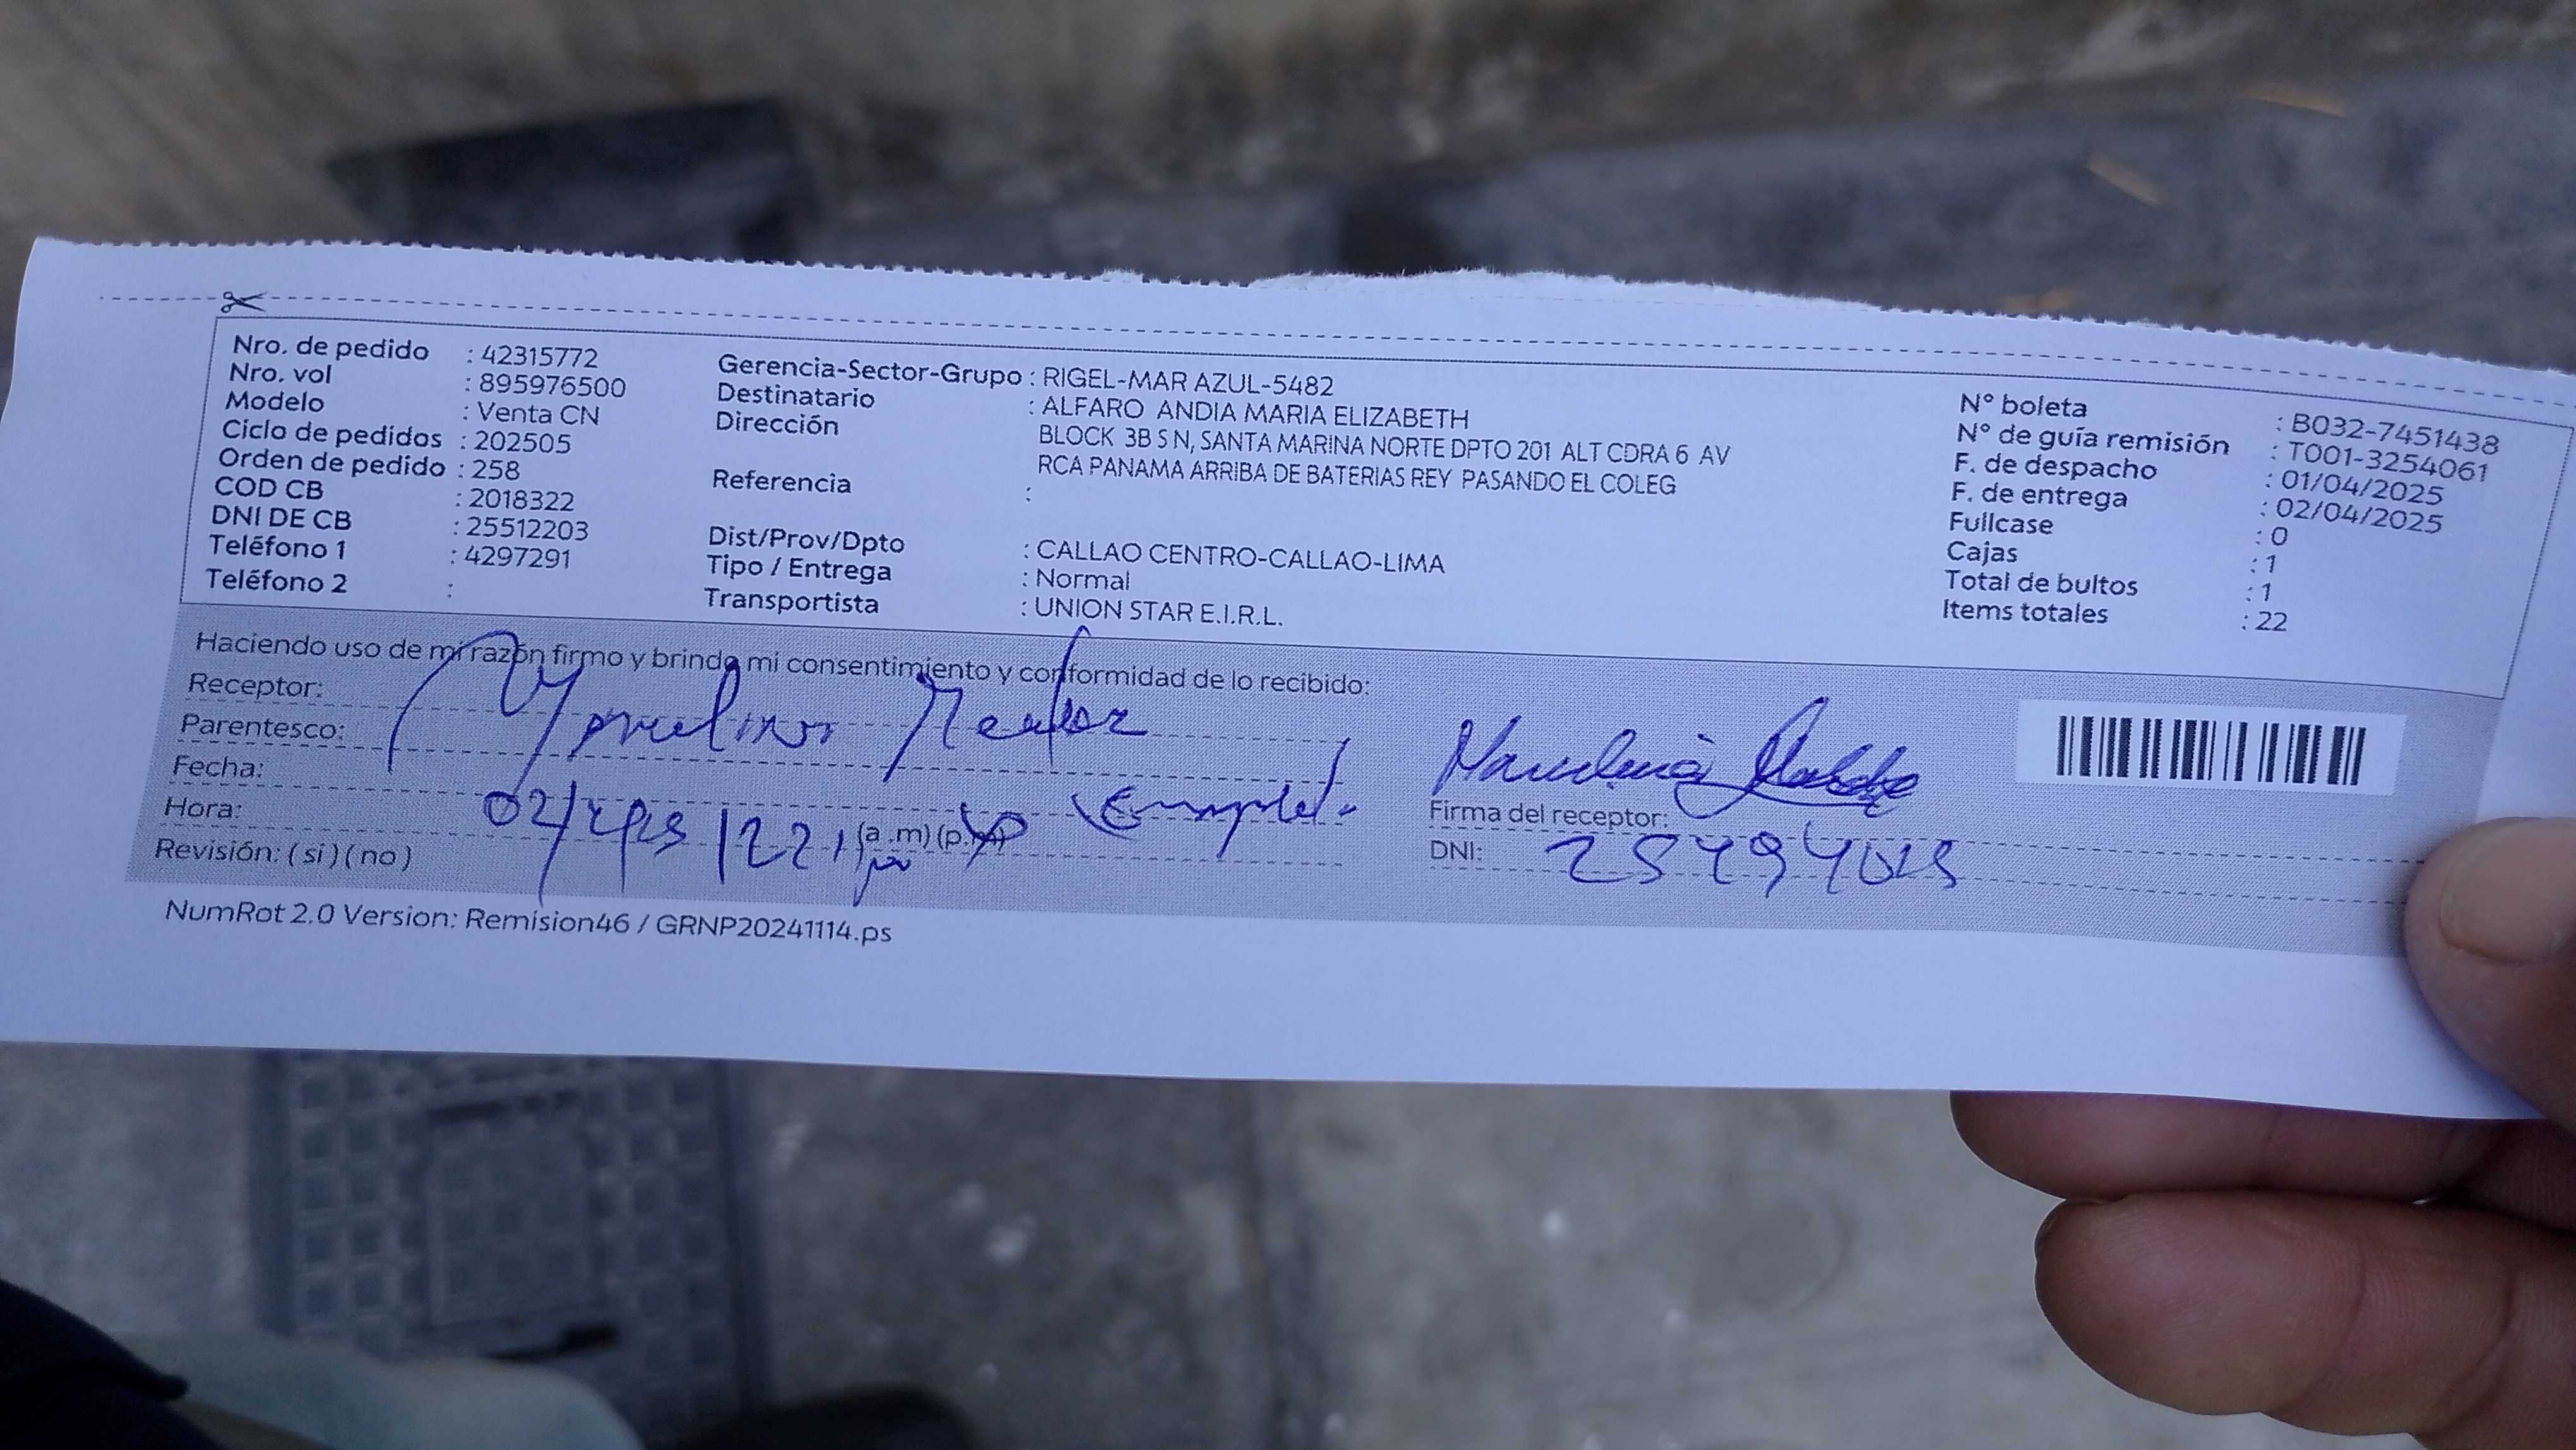 Nro. de pedido : 42315772
Nro. vol : 895976500
Modelo : Venta CN
Ciclo de pedidos : 202505
Orden de pedido : 258
COD CB : 2018322
DNI DE CB : 25512203
Teléfono 1 : 4297291
Teléfono 2 :
Gerencia-Sector-Grupo : RIGEL-MAR AZUL-5482
Destinatario : ALFARO ANDIA MARIA ELIZABETH
Dirección BLOCK 3B S N, SANTA MARINA NORTE DPTO 201 ALT CDRA 6 AV
RCA PANAMA ARRIBA DE BATERIAS REY PASANDO EL COLEG
Referencia :
Dist/Prov/Dpto : CALLAO CENTRO-CALLAO-LIMA
Tipo / Entrega : Normal
Transportista : UNION STAR E.I.R.L.
N° boleta : B032-7451438
N° de guía remisión : T001-3254061
F. de despacho : 01/04/2025
F. de entrega : 02/04/2025
Fullcase : 0
Cajas : 1
Total de bultos : 1
Items totales : 22
Haciendo uso de mi razón firmo y brindo mi consentimiento y conformidad de lo recibido:
Receptor:
Parentesco:
Fecha:
Hora: (a .m) (p.m)
Revisión: ( si ) ( no )
Firma del receptor:
DNI:
NumRot 2.0 Version: Remision46 / GRNP20241114.ps